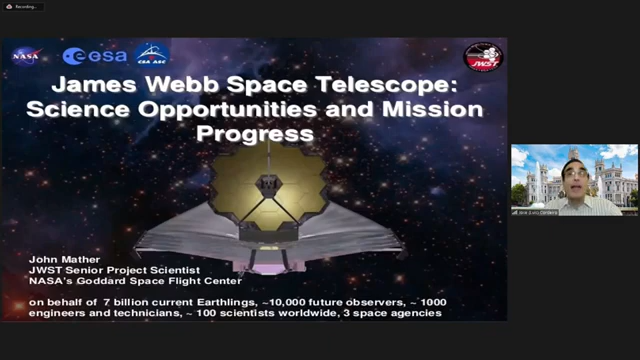 Recording...
NASA
esa
CSA ASC
JWST
James Webb Space Telescope:
Science Opportunities and Mission
Progress
John Mather
JWST Senior Project Scientist
NASA's Goddard Space Flight Center
on behalf of 7 billion current Earthlings, ~10,000 future observers, ~ 1000
engineers and technicians, ~ 100 scientists worldwide, 3 space agencies